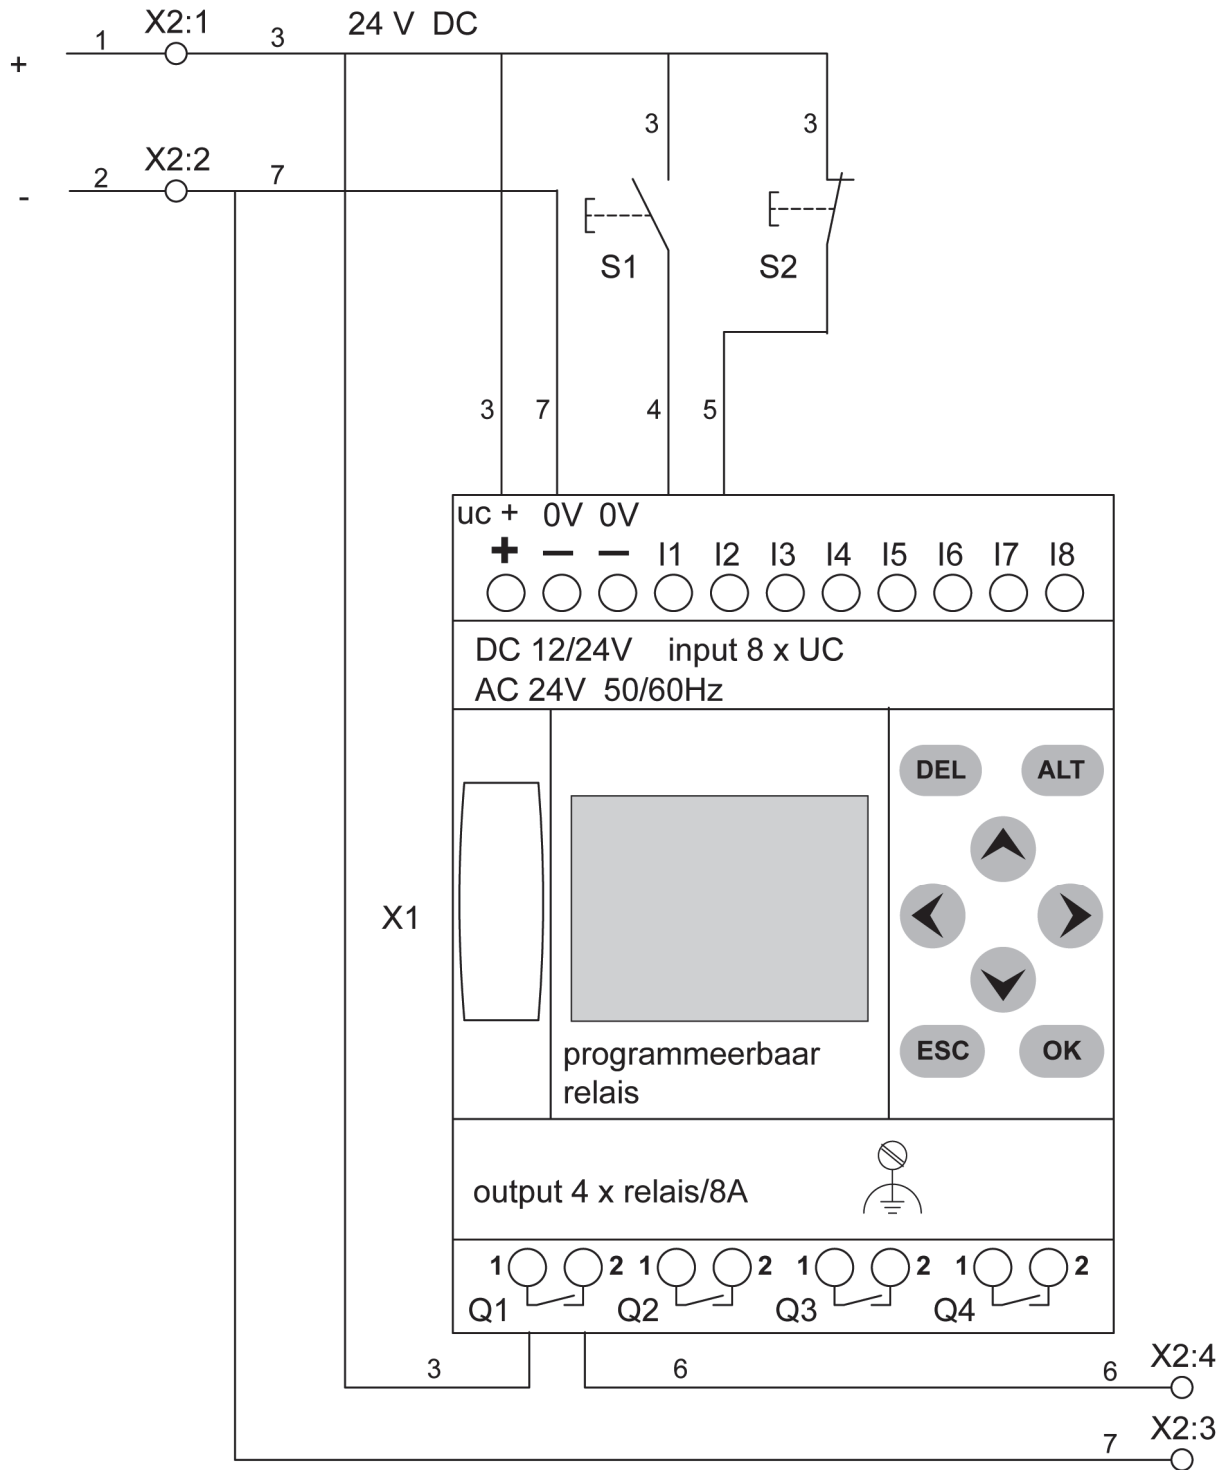 X2:1
24 V DC
1
3
+
3
3
X2:2
2
7
-
S1
S2
3
7
4
5
uc + 0V 0V
+ — — I1 I2 I3 I4 I5 I6 I7 I8
DC 12/24V input 8 x UC
AC 24V 50/60Hz
DEL ALT
X1
programmeerbaar
relais
ESC OK
output 4 x relais/8A
1 2 1 2 1 2 1 2
Q1 Q2 Q3 Q4
X2:4
3
6
6
X2:3
7